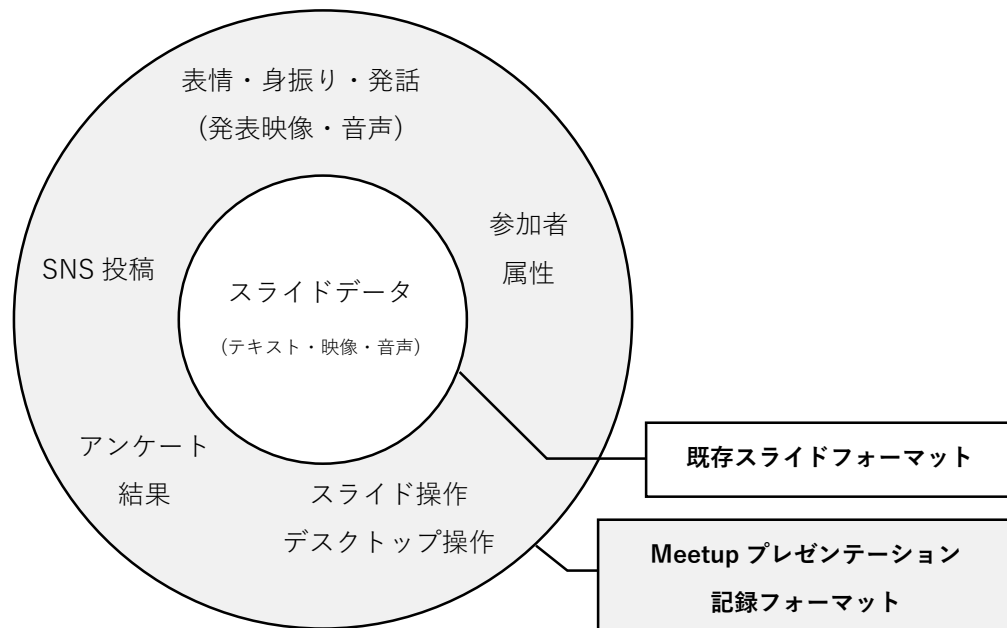 表情・身振り・発話
(発表映像・音声)
参加者
属性
SNS 投稿
スライドデータ
(テキスト・映像・音声)
アンケート
結果
スライド操作
デスクトップ操作
既存スライドフォーマット
Meetup プレゼンテーション
記録フォーマット